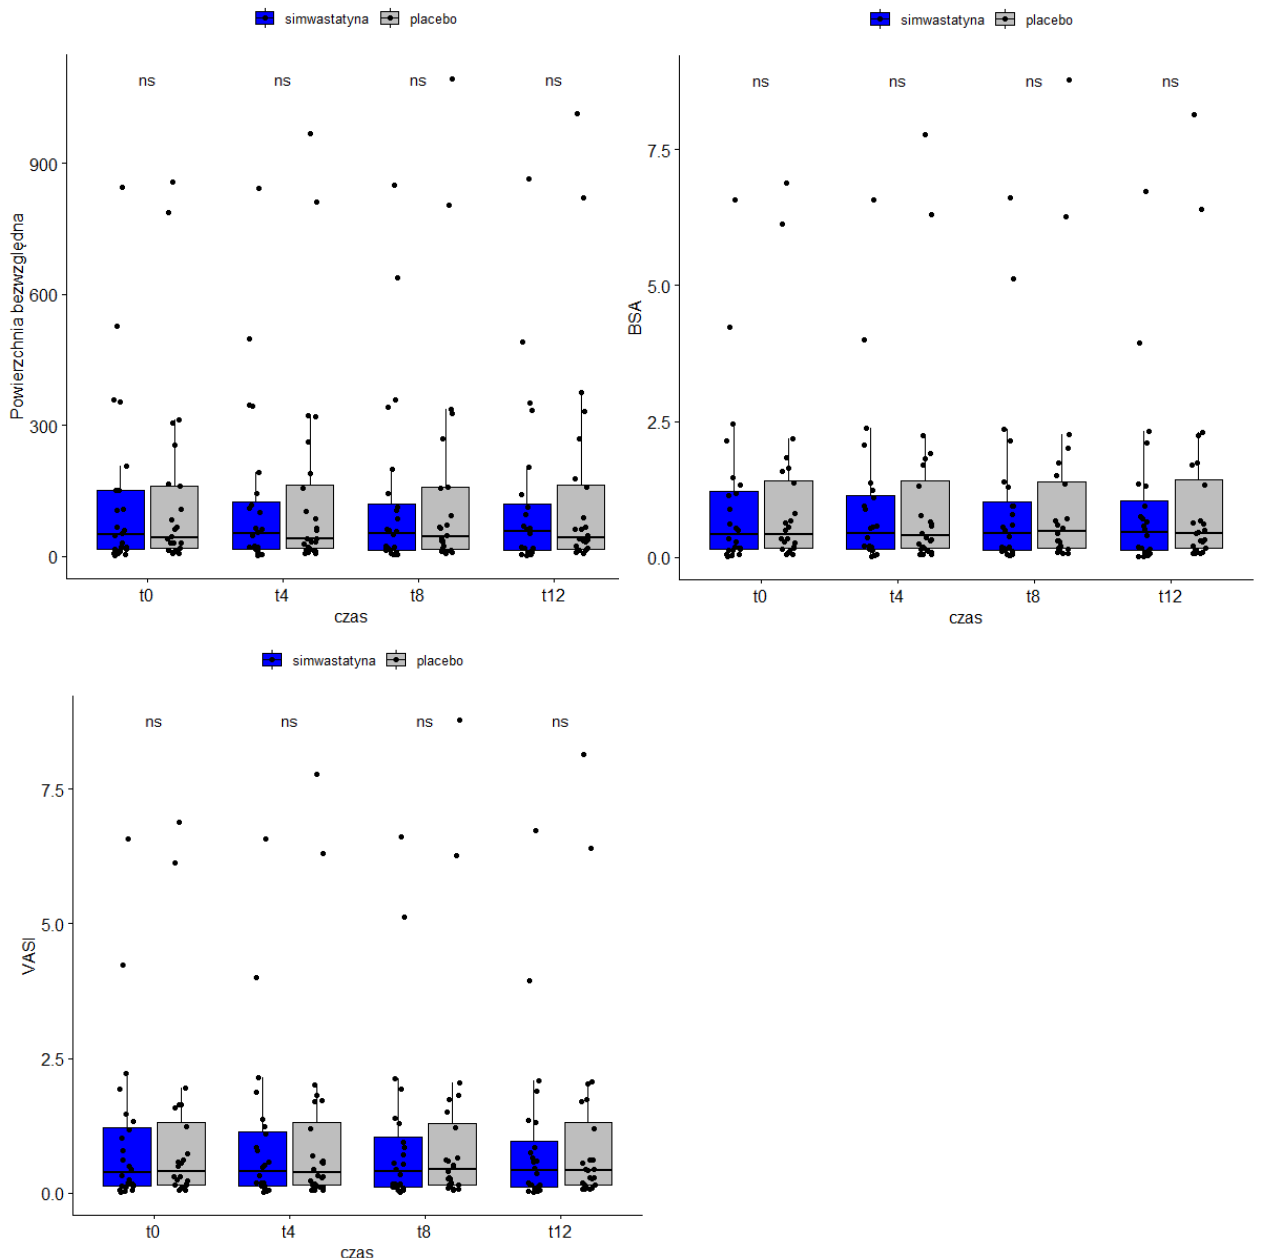 simwastatyna placebo
ns ns ns ns
900
600
300
0
Powierzchnia bezwzględna
t0 t4 t8 t12
czas
simwastatyna placebo
ns ns ns ns
7.5
5.0
2.5
0.0
BSA
t0 t4 t8 t12
czas
simwastatyna placebo
ns ns ns ns
7.5
5.0
2.5
0.0
VASI
t0 t4 t8 t12
czas